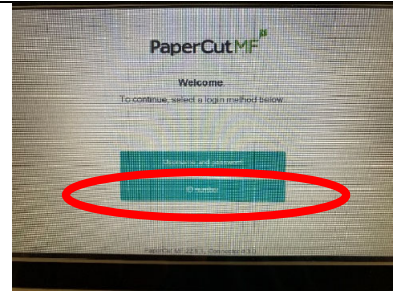 PaperCut MF
Welcome
To continue, select a login method below
Username and password
ID number